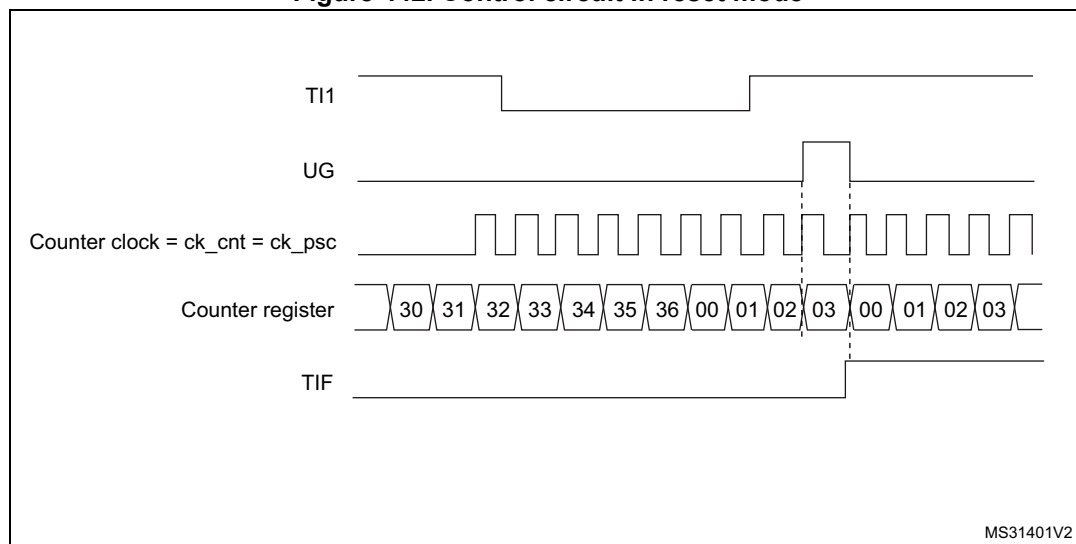 Figure Control circuit in reset mode
TI1
UG
Counter clock = ck_cnt = ck_psc
Counter register 30 31 32 33 34 35 36 00 01 02 03 00 01 02 03
TIF
MS31401V2